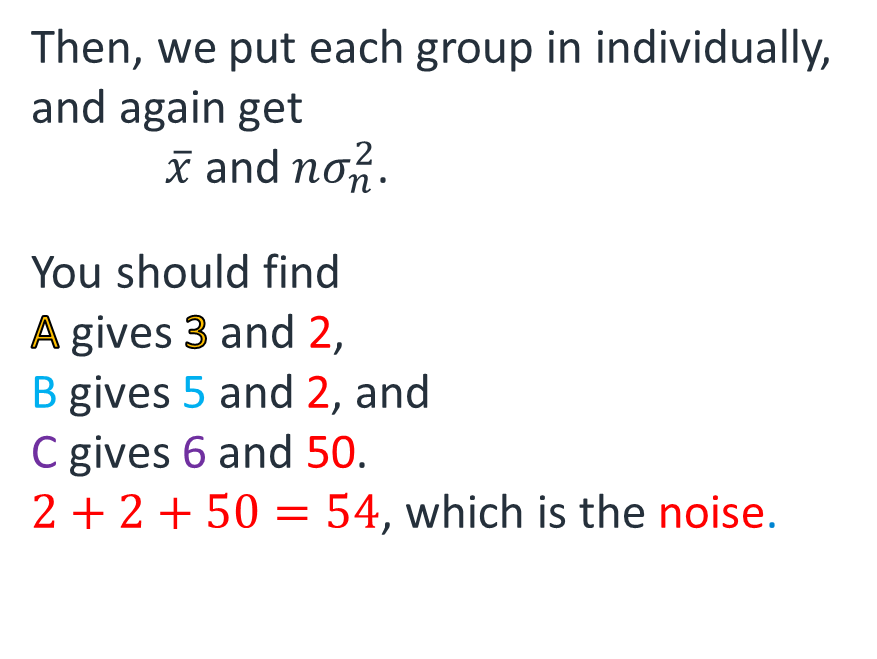 Then, we put each group in individually,
and again get
x̄ and nσₙ².
You should find
A gives 3 and 2,
B gives 5 and 2, and
C gives 6 and 50.
2 + 2 + 50 = 54, which is the noise.